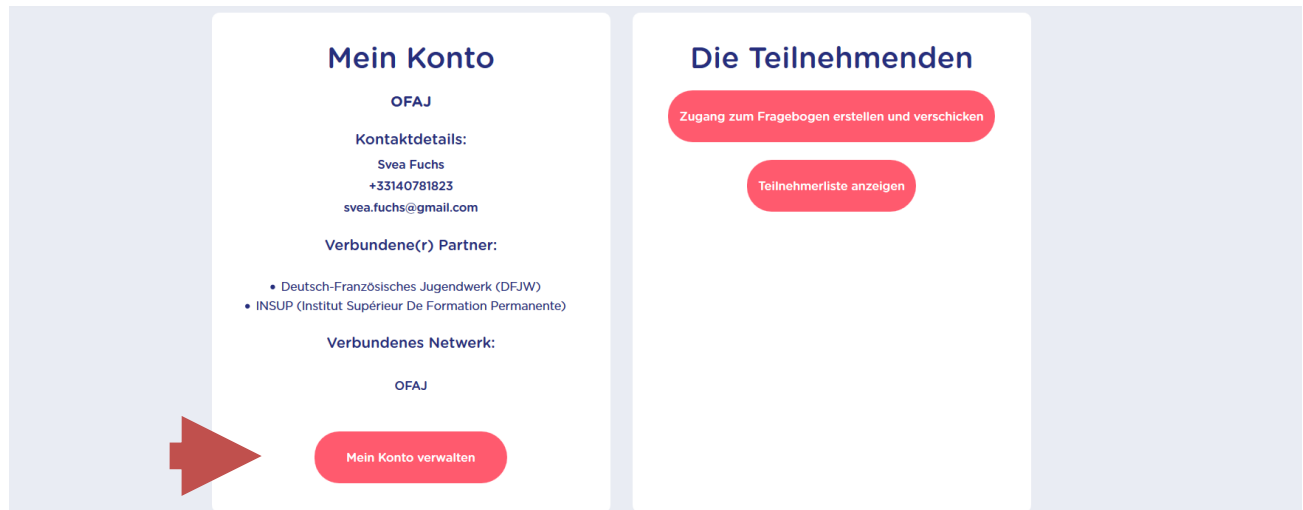 Mein Konto
OFAJ
Kontaktdetails:
Svea Fuchs
+33140781823
svea.fuchs@gmail.com
Verbundene(r) Partner:
• Deutsch-Französisches Jugendwerk (DFJW)
• INSUP (Institut Supérieur De Formation Permanente)
Verbundenes Netwerk:
OFAJ
Mein Konto verwalten
Die Teilnehmenden
Zugang zum Fragebogen erstellen und verschicken
Teilnehmerliste anzeigen